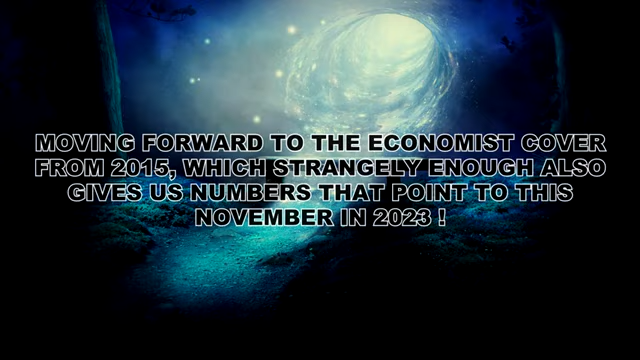 MOVING FORWARD TO THE ECONOMIST COVER
FROM 2015, WHICH STRANGELY ENOUGH ALSO
GIVES US NUMBERS THAT POINT TO THIS
NOVEMBER IN 2023 !